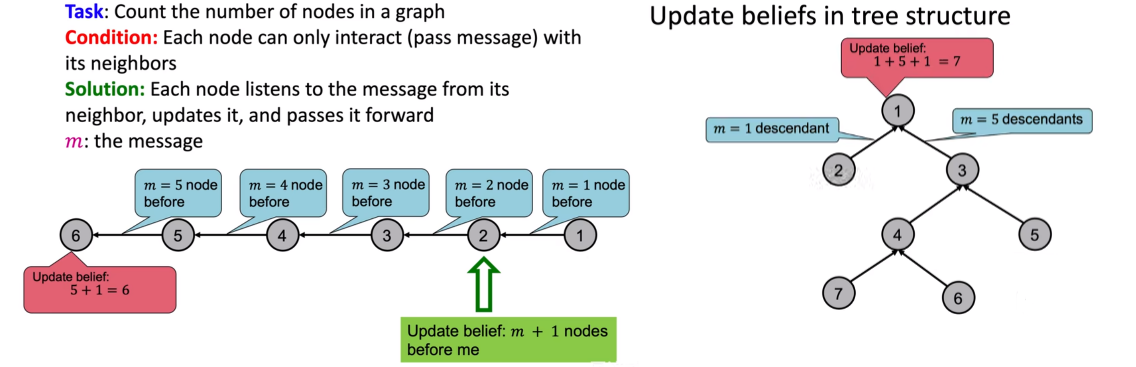 Task: Count the number of nodes in a graph
Condition: Each node can only interact (pass message) with
its neighbors
Solution: Each node listens to the message from its
neighbor, updates it, and passes it forward
m: the message
m = 5 node
before
m = 4 node
before
m = 3 node
before
m = 2 node
before
m = 1 node
before
6
5
4
3
2
1
Update belief:
5 + 1 = 6
Update belief: m + 1 nodes
before me
Update beliefs in tree structure
Update belief:
1 + 5 + 1 = 7
1
m = 1 descendant
m = 5 descendants
2
3
4
5
7
6